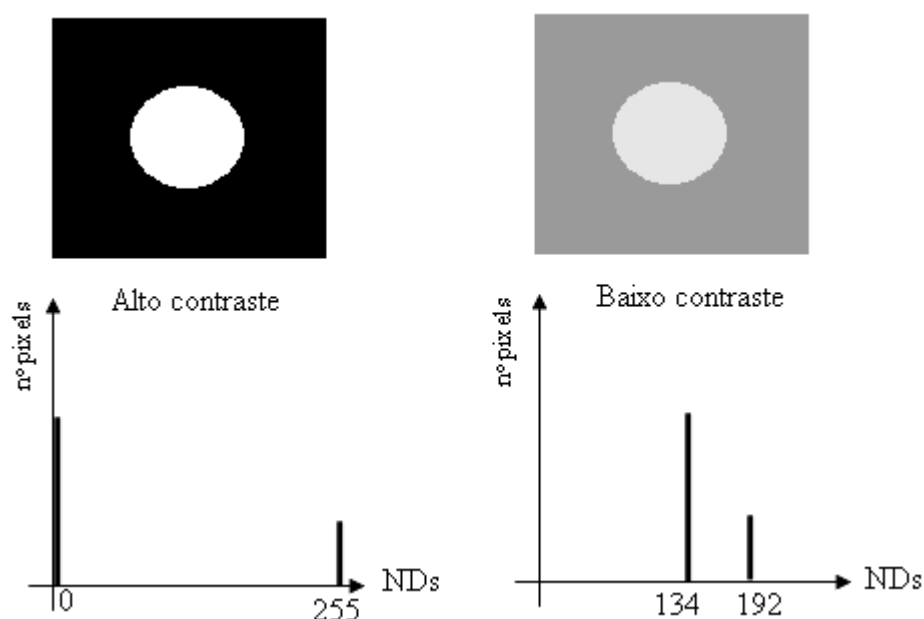 Alto contraste
nº pixels
NDs
0
255
Baixo contraste
nº pixels
NDs
134
192